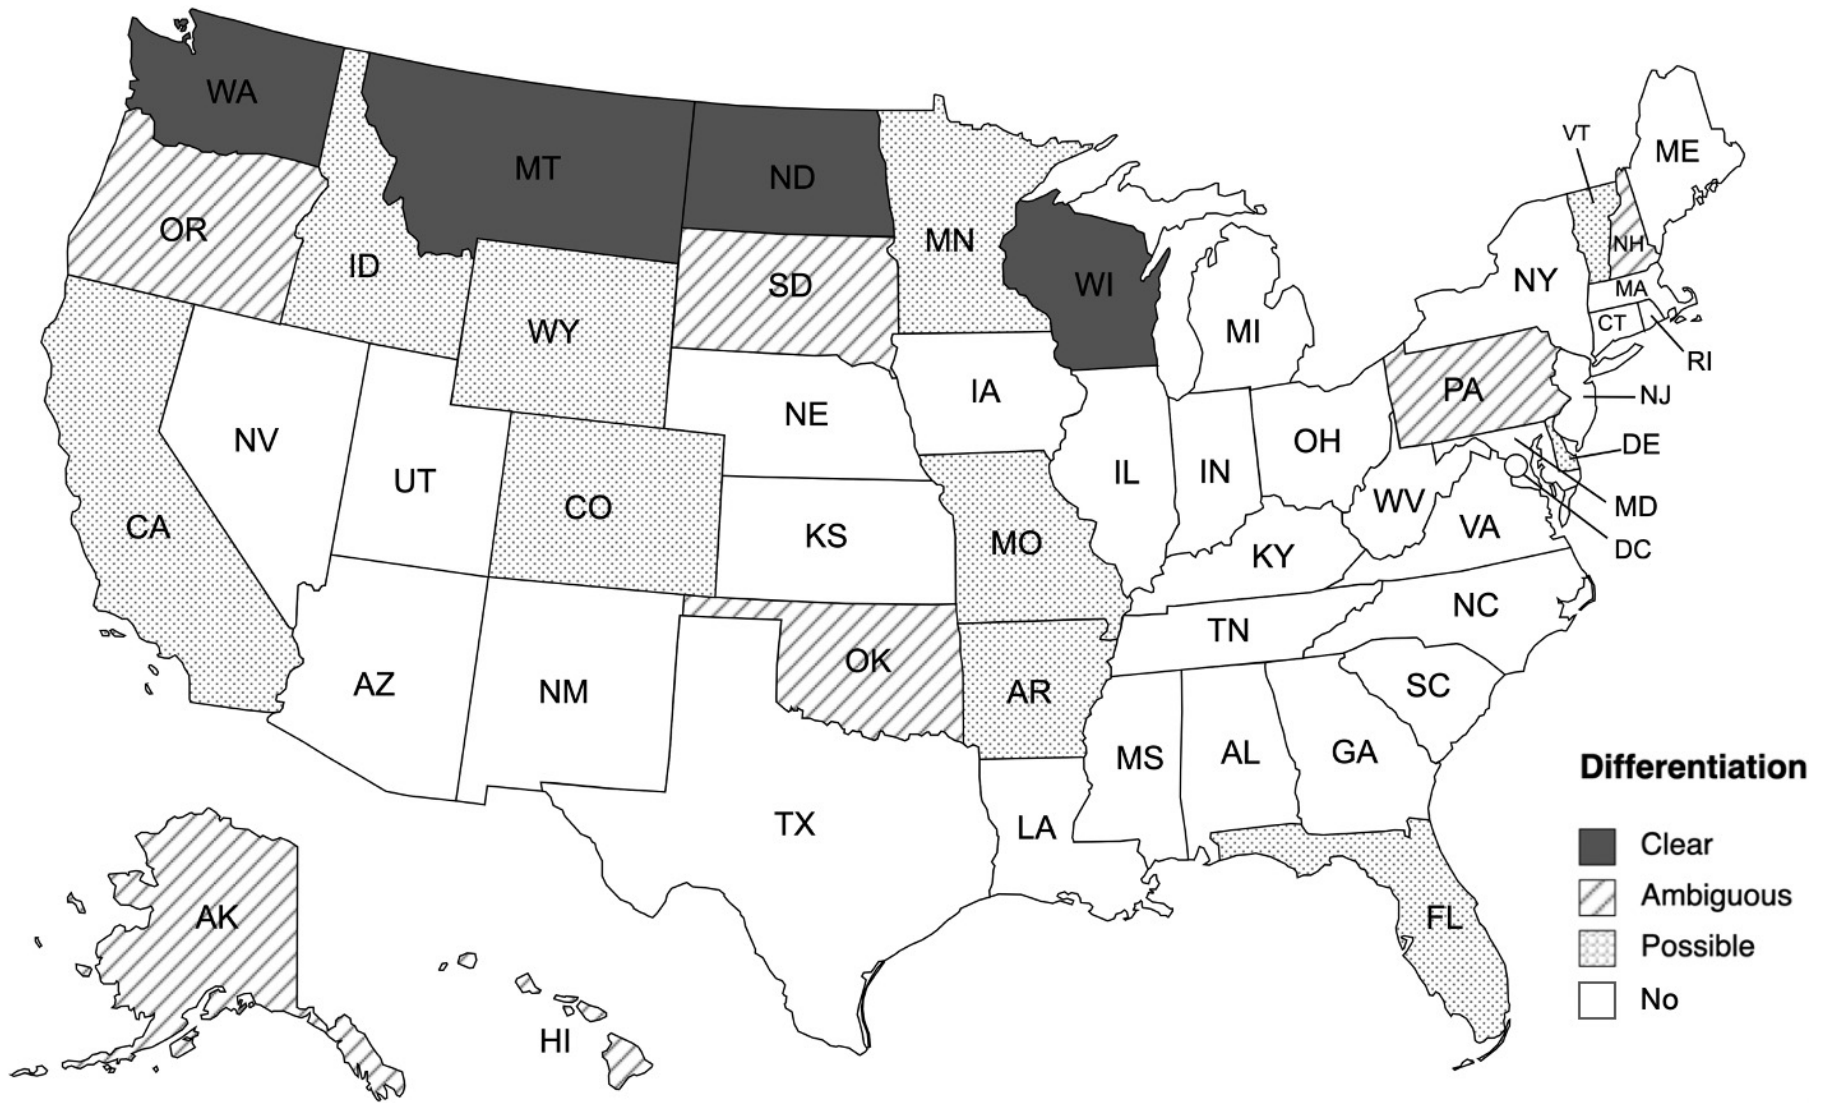 WA
MT
ND
VT
ME
OR
ID
MN
SD
WI
NH
WY
NY
MA
MI
CT
RI
IA
PA
NJ
NE
NV
OH
DE
UT
IL
IN
CO
WV
MD
CA
KS
MO
VA
KY
DC
NC
TN
OK
AZ
NM
AR
SC
MS
AL
GA
TX
LA
AK
FL
HI
Differentiation
Clear
Ambiguous
Possible
No